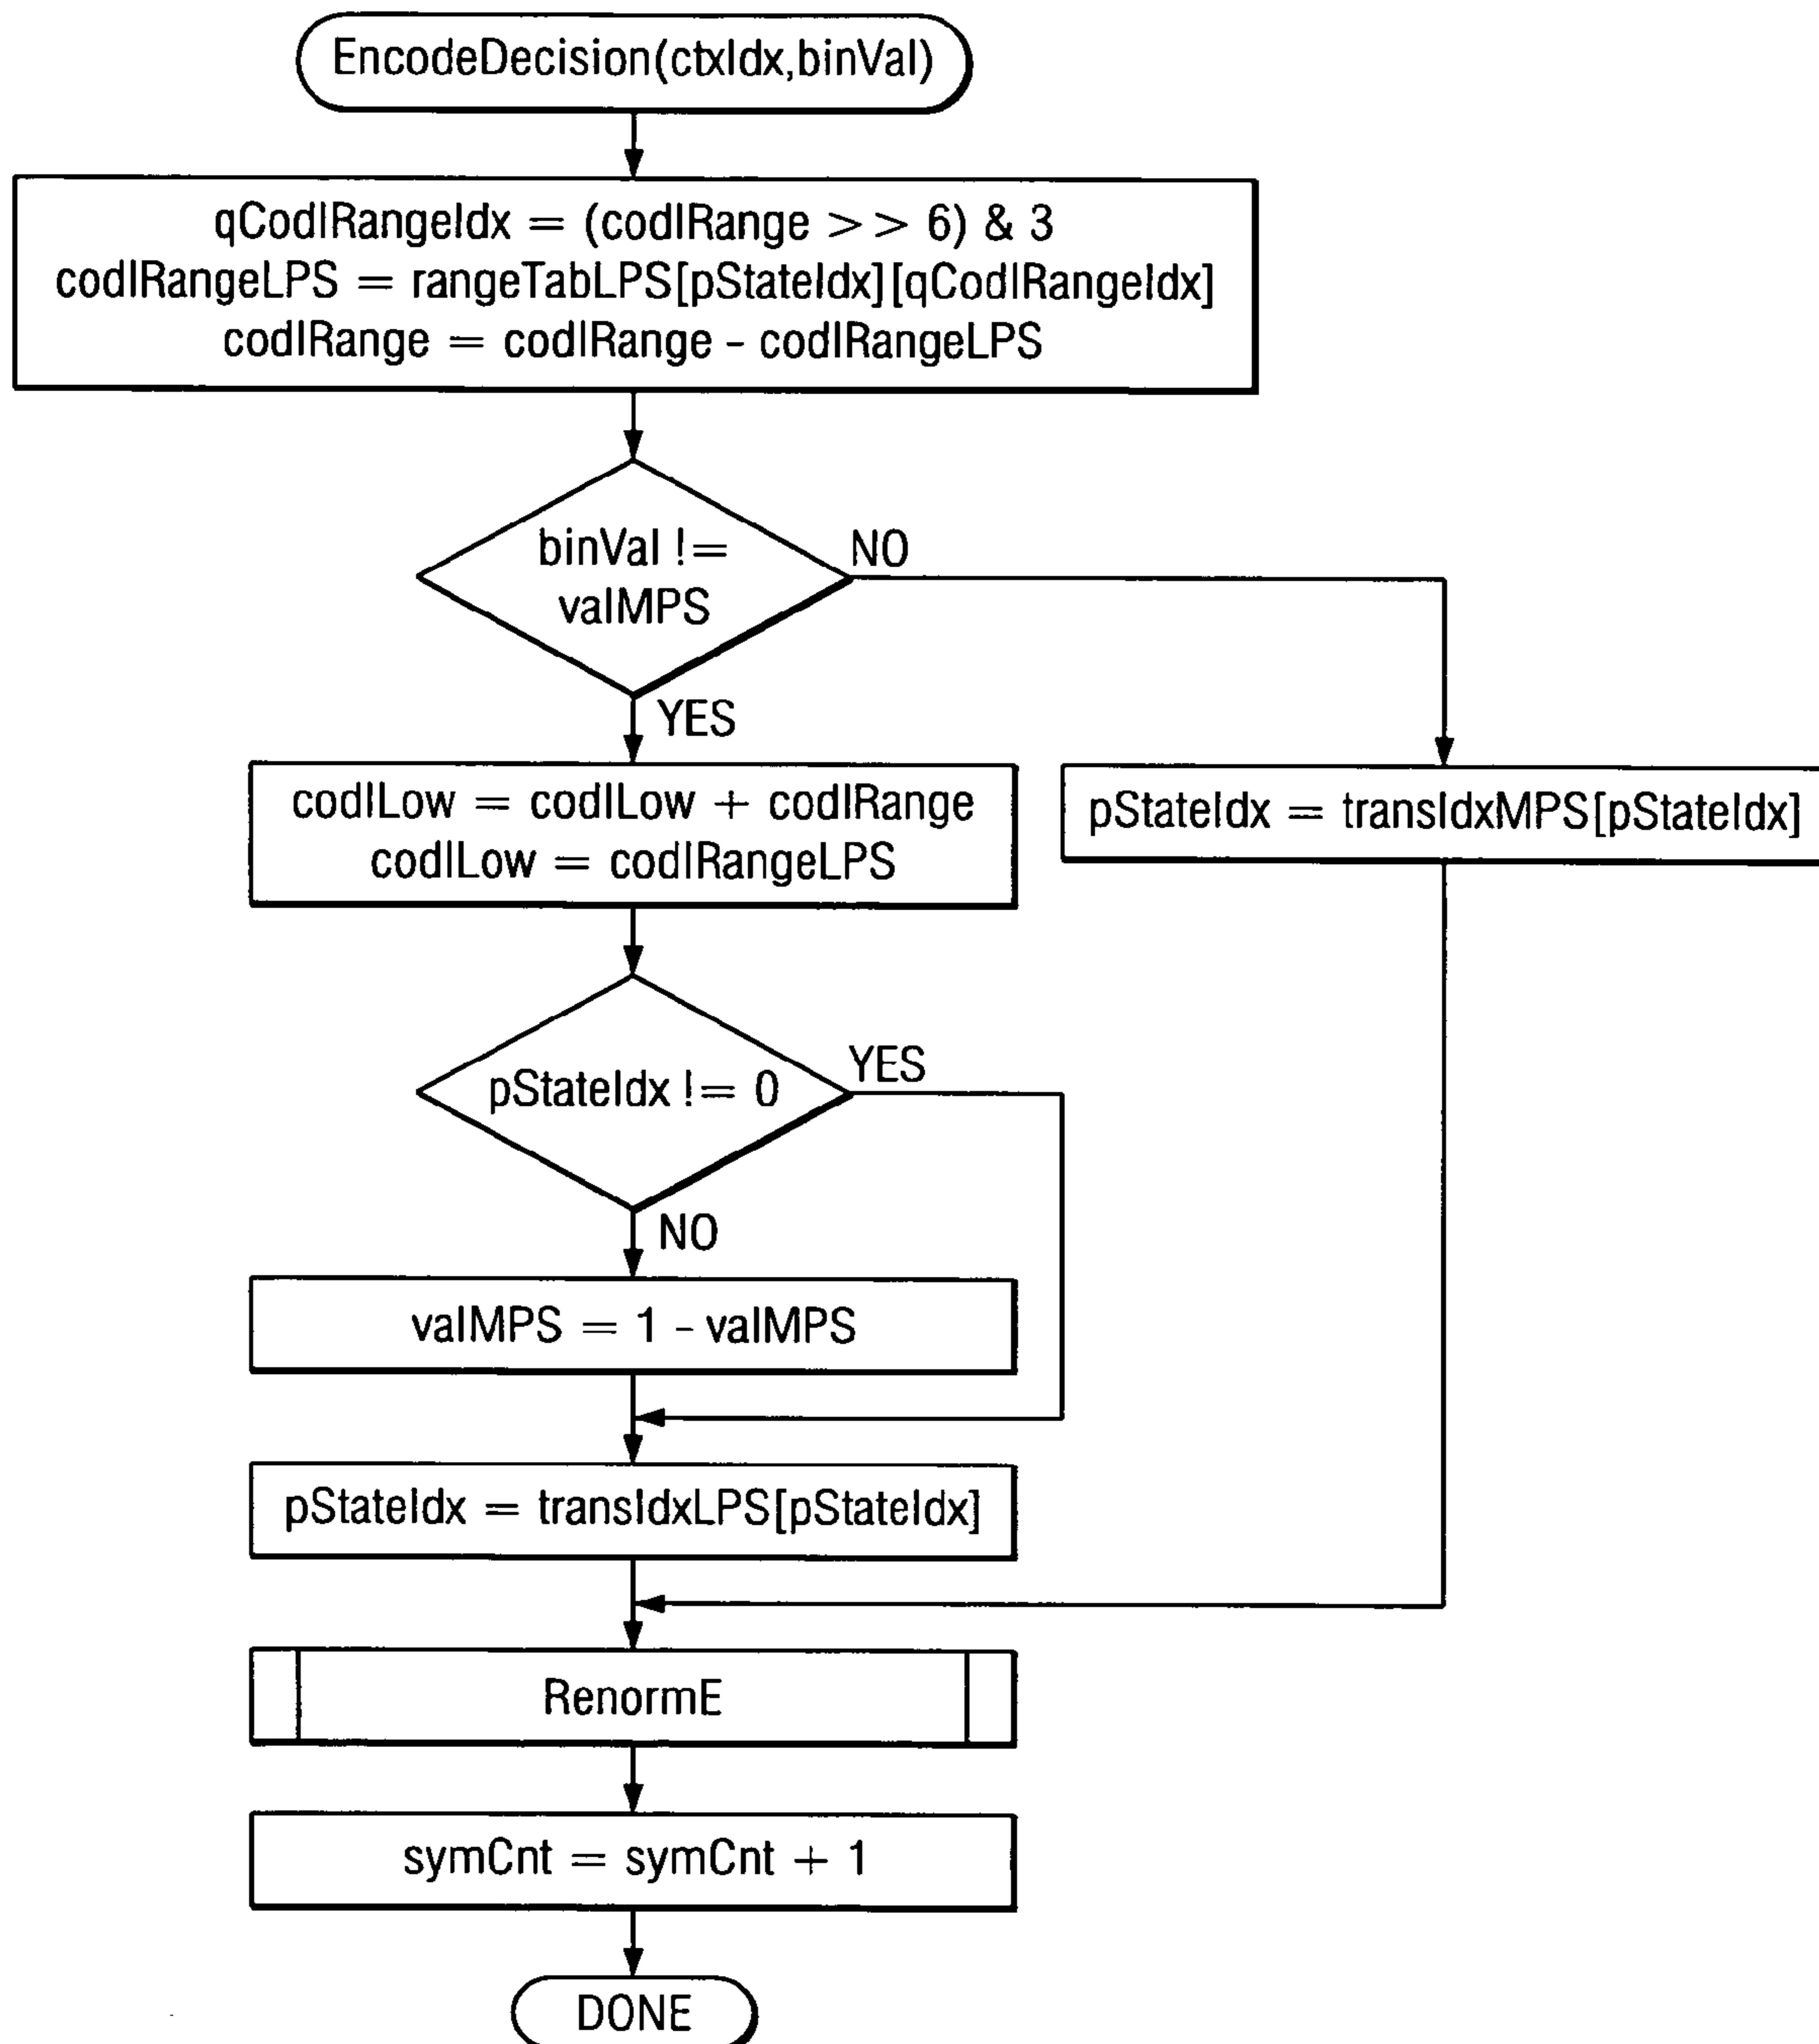 EncodeDecision(ctxIdx,binVal)
qCodIRangeIdx = (codIRange >> 6) & 3
codIRangeLPS = rangeTabLPS[pStateIdx][qCodIRangeIdx]
codIRange = codIRange - codIRangeLPS
binVal !=
valMPS
NO
YES
codILow = codILow + codIRange
codILow = codIRangeLPS
pStateIdx = transIdxMPS[pStateIdx]
pStateIdx != 0
YES
NO
valMPS = 1 - valMPS
pStateIdx = transIdxLPS[pStateIdx]
RenormE
symCnt = symCnt + 1
DONE